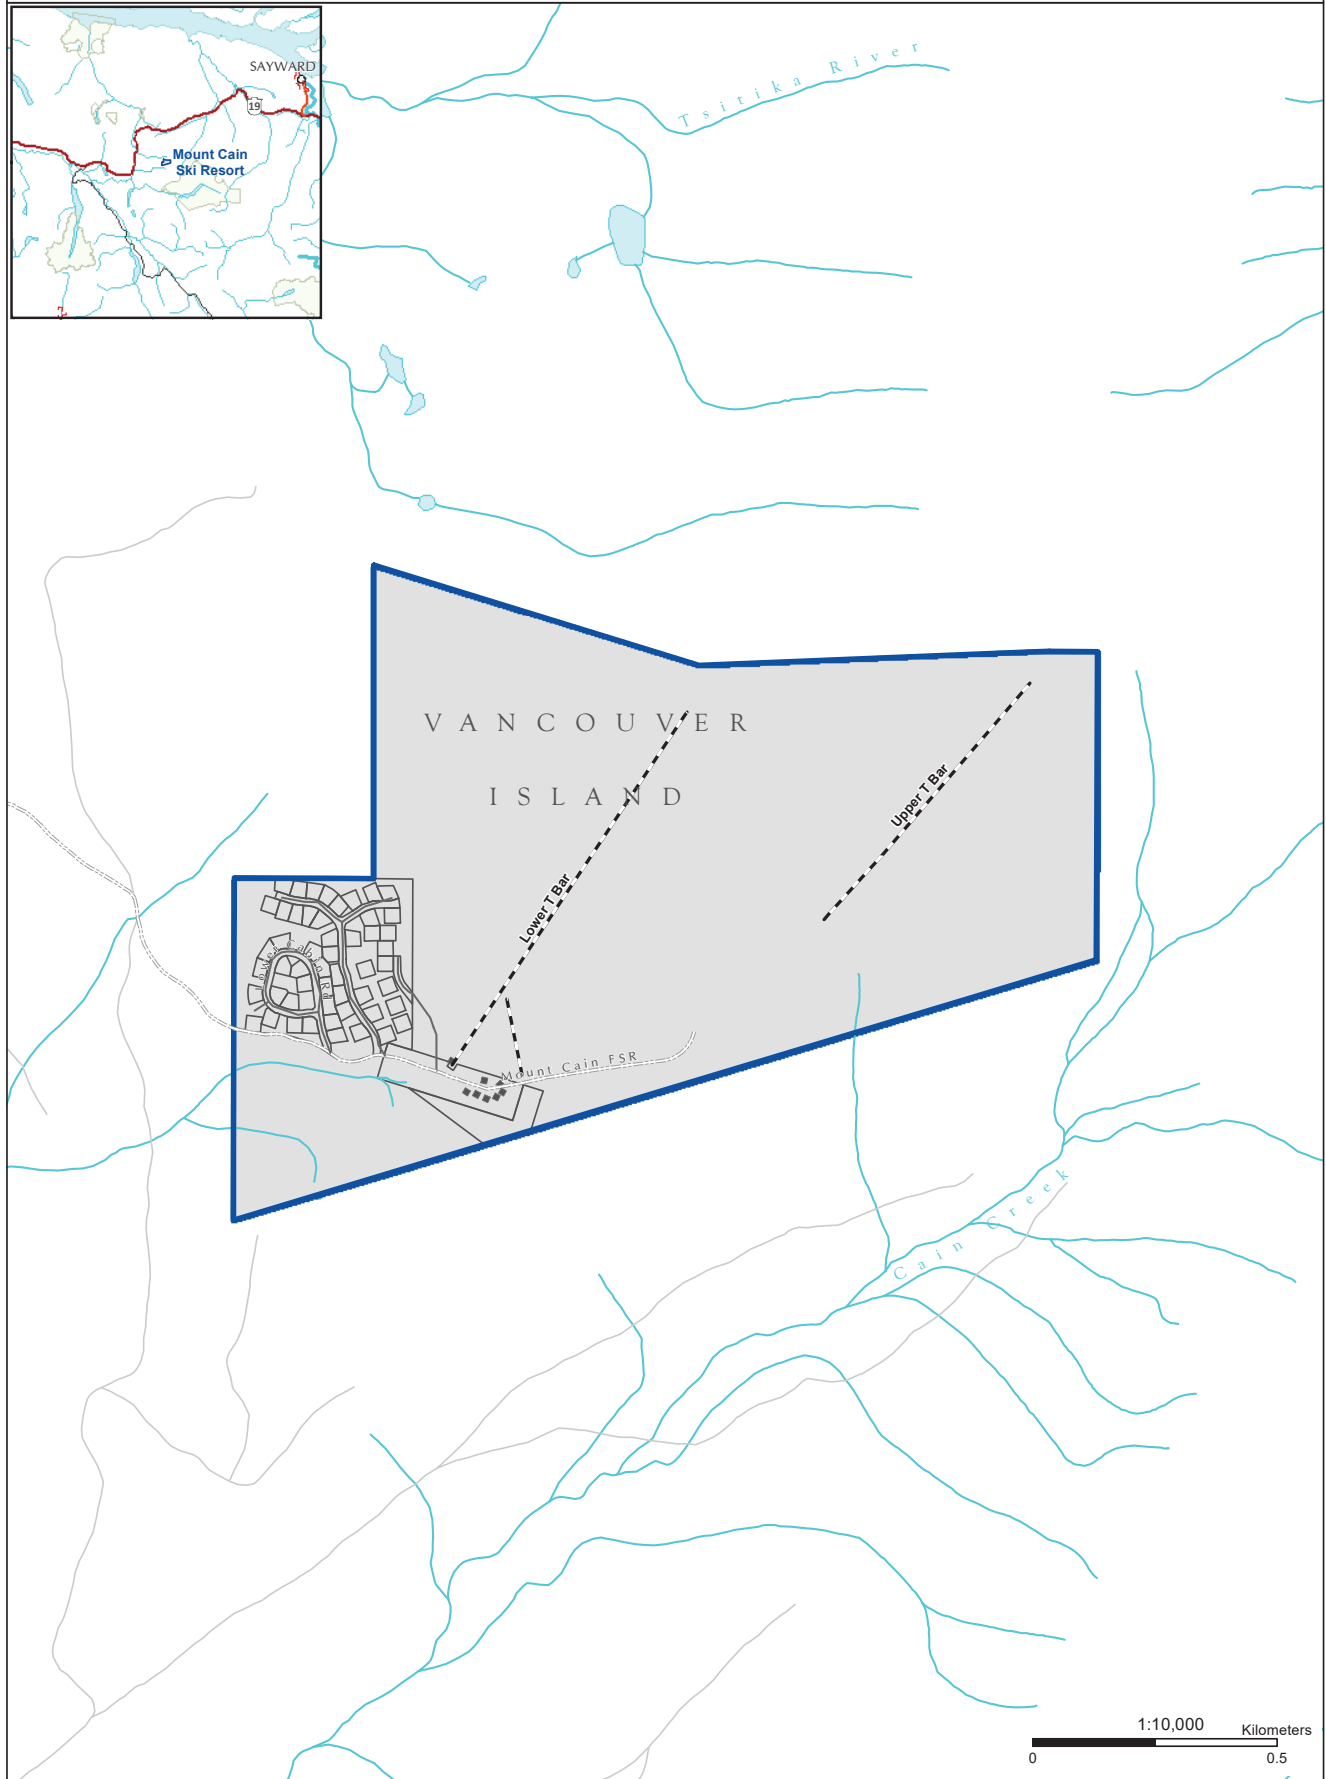 SAYWARD
19
Mount Cain
Ski Resort
Tsitika River
VANCOUVER
ISLAND
Upper T Bar
Lower T Bar
Lower Cabin Rd
Mount Cain FSR
Cain Creek
1:10,000
Kilometers
0
0.5